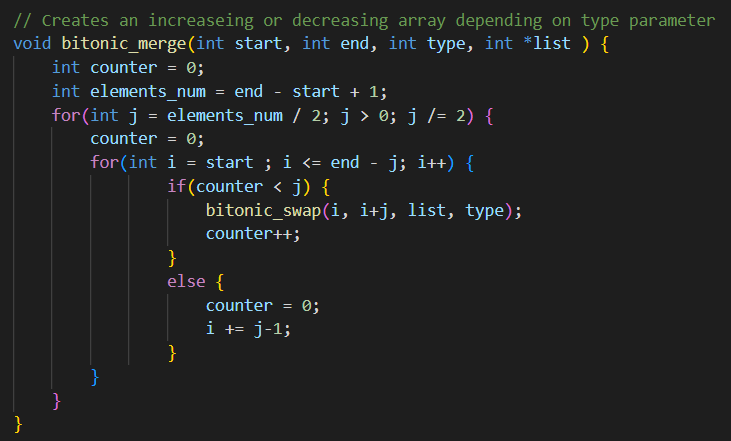 // Creates an increaseing or decreasing array depending on type parameter
void bitonic_merge(int start, int end, int type, int *list ) {
    int counter = 0;
    int elements_num = end - start + 1;
    for(int j = elements_num / 2; j > 0; j /= 2) {
        counter = 0;
        for(int i = start ; i <= end - j; i++) {
                if(counter < j) {
                    bitonic_swap(i, i+j, list, type);
                    counter++;
                }
                else {
                    counter = 0;
                    i += j-1;
                }
        }
    }
}